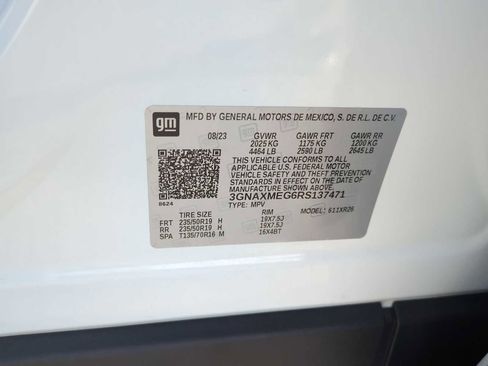 gm
MFD BY GENERAL MOTORS DE MEXICO, S. DE R.L. DE C.V.
08/23 GVWR GAWR FRT GAWR RR
2025 KG 1175 KG 1200 KG
4464 LB 2590 LB 2645 LB
THIS VEHICLE CONFORMS TO ALL
APPLICABLE U.S. FEDERAL MOTOR
VEHICLE SAFETY AND THEFT PREVENTION
STANDARDS IN EFFECT ON THE DATE OF
MANUFACTURE SHOWN ABOVE.
3GNAXMEG6RS137471
8624
TYPE: MPV MODEL: 611XR26
TIRE SIZE RIM
FRT 235/50R19 H 19X7.5J
RR 235/50R19 H 19X7.5J
SPA T135/70R16 M 16X4BT